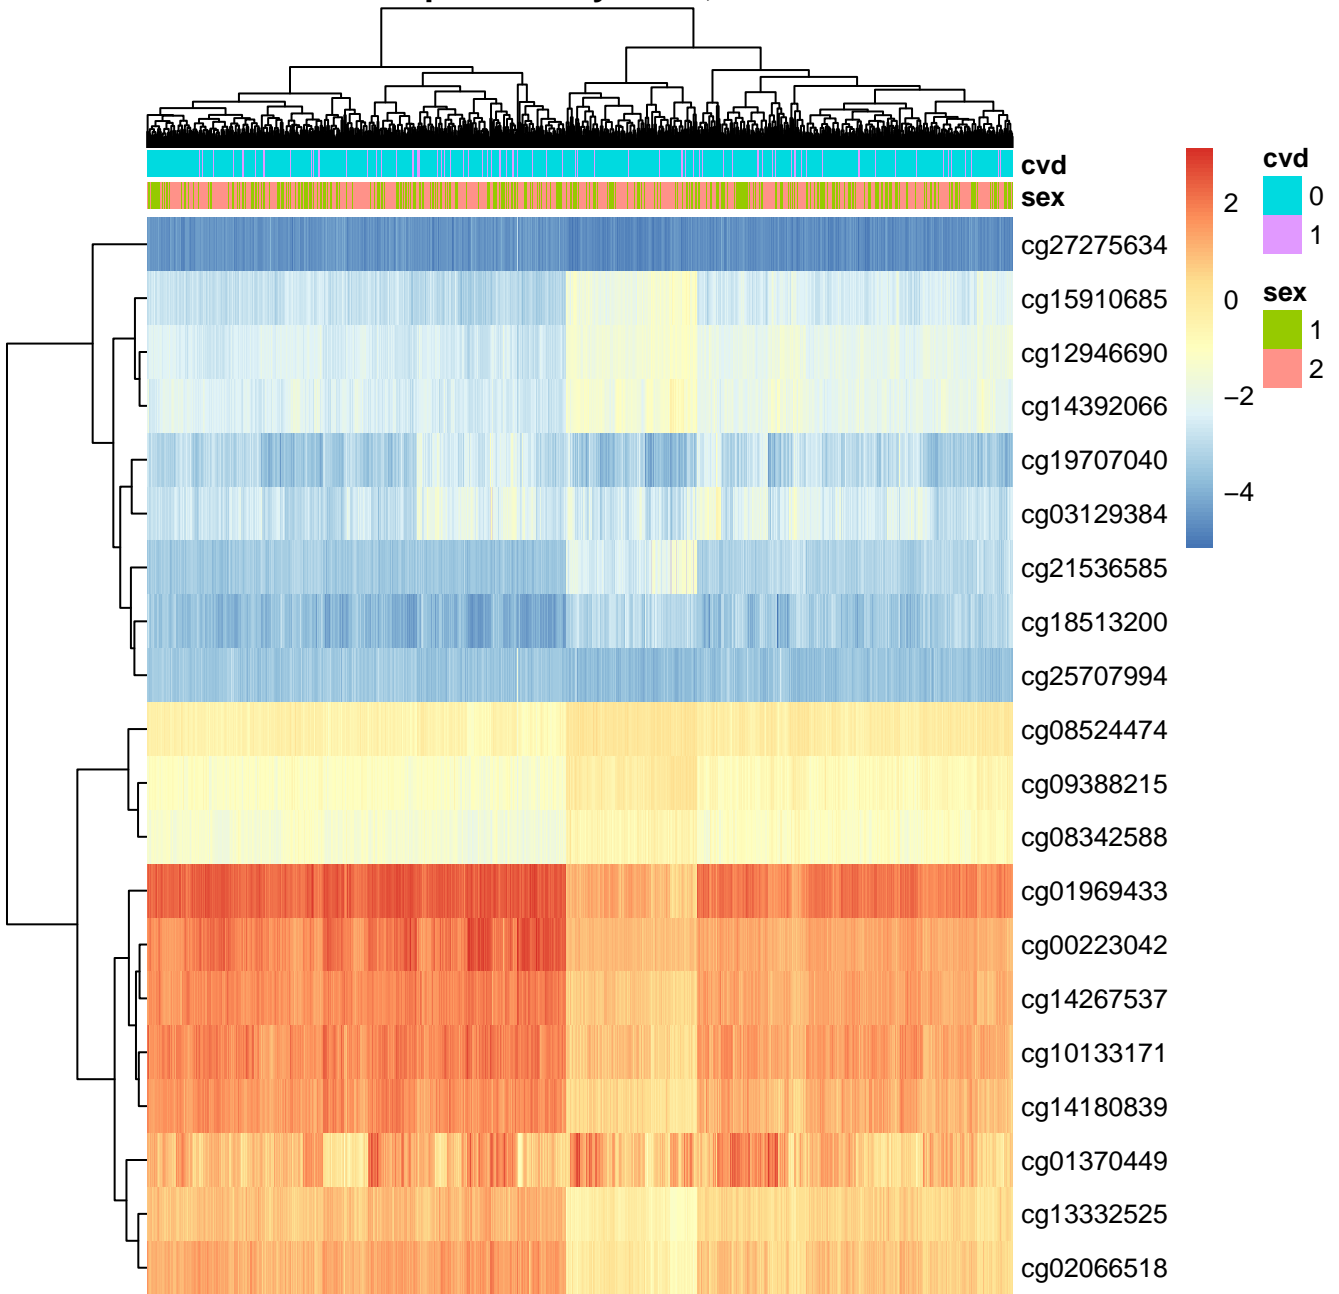 cvd
sex
cg27275634
cg15910685
cg12946690
cg14392066
cg19707040
cg03129384
cg21536585
cg18513200
cg25707994
cg08524474
cg09388215
cg08342588
cg01969433
cg00223042
cg14267537
cg10133171
cg14180839
cg01370449
cg13332525
cg02066518
2
0
−2
−4
cvd
0
1
sex
1
2